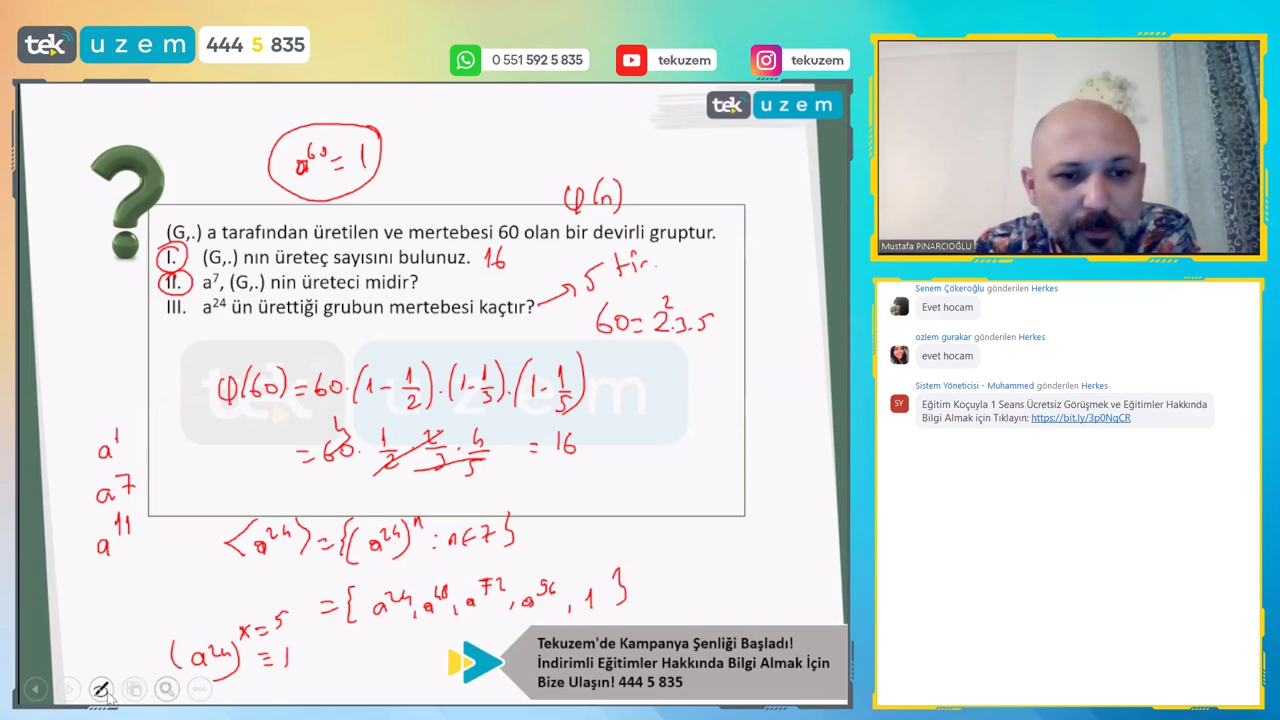 tek uzem 444 5 835
0 551 592 5 835 tekuzem tekuzem
tek uzem
a⁶⁰ = 1
φ(n)
(G,.) a tarafından üretilen ve mertebesi 60 olan bir devirli gruptur.
I. (G,.) nın üreteç sayısını bulunuz. 16
II. a⁷, (G,.) nin üreteci midir?
III. a²⁴ ün ürettiği grubun mertebesi kaçtır? → 5 tir.
60 = 2².3.5
tek uzem
φ(60) = 60.(1-1/2).(1-1/3).(1-1/5)
= 60. 1/2 . 2/3 . 4/5 = 16
4
a¹
a⁷
a¹¹
<a²⁴> = {(a²⁴)ⁿ : n∈Z}
= {a²⁴, a⁴⁸, a⁷², a⁹⁶, 1}
(a²⁴)ˣ⁼⁵ = 1
Tekuzem'de Kampanya Şenliği Başladı!
İndirimli Eğitimler Hakkında Bilgi Almak İçin
Bize Ulaşın! 444 5 835
Mustafa PINARCIOĞLU
Senem Çökeroğlu gönderilen Herkes
Evet hocam
ozlem gurakar gönderilen Herkes
evet hocam
Sistem Yöneticisi - Muhammed gönderilen Herkes
SY
Eğitim Koçuyla 1 Seans Ücretsiz Görüşmek ve Eğitimler Hakkında
Bilgi Almak için Tıklayın: https://bit.ly/3p0NqCR